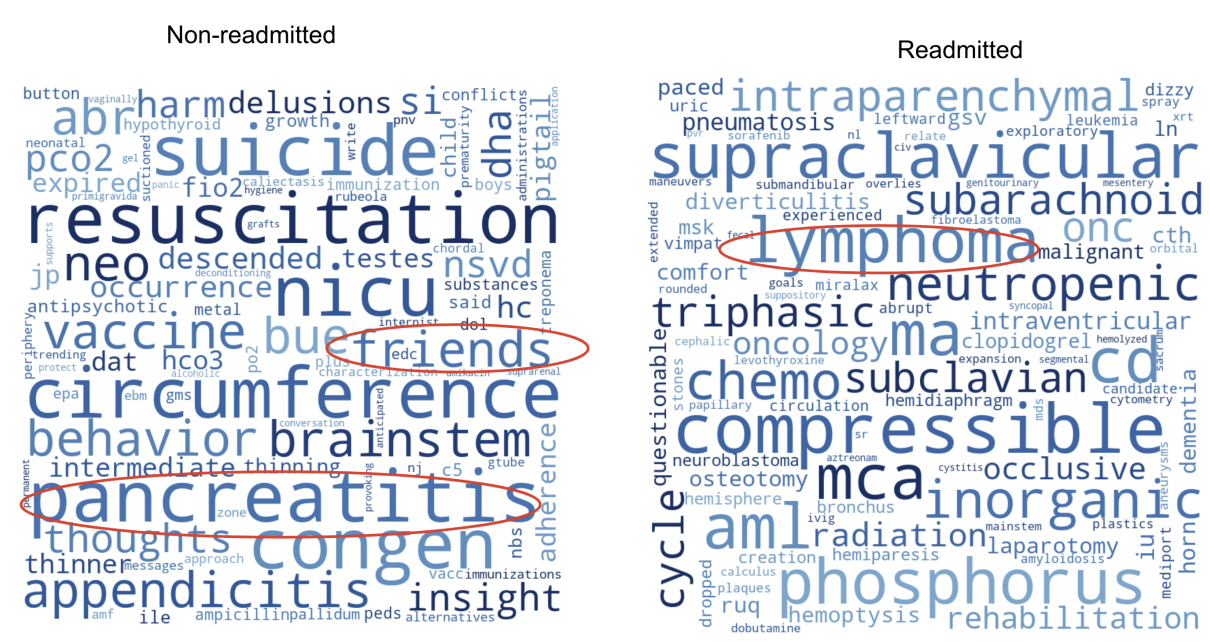 Non-readmitted
button
vaginally
abr
harm
delusions
si
conflicts
hypothyroid
growth
write
pnv
child
prematurity
dha
administrations
pigtail
application
neonatal
pco2
gel
suctioned
suicide
expired
panic
fio2
caliectasis
hygiene
immunization
boys
primigravida
rubeola
resuscitation
grafts
supports
jp
neo
descended
testes
chordal
nsvd
deconditioning
occurrence
nicu
substances
said
hc
treponema
antipsychotic
metal
periphery
vaccine
bue
internist
dol
friends
edc
trending
protect
dat
hco3
po2
plus
characterization
amikacin
suprarenal
alcoholic
circumference
epa
ebm
gms
anticipated
behavior
conversation
brainstem
adherence
permanent
intermediate
thinning
provoking
nj
c5
gtube
pancreatitis
zone
thoughts
congen
nbs
thinner
messages
approach
vacc
immunizations
appendicitis
insight
amf
ile
ampicillin
pallidum
peds
alternatives
Readmitted
paced
intraparenchymal
dizzy
uric
spray
pneumatosis
leftward
gsv
leukemia
xrt
pvr
sorafenib
nl
relate
exploratory
ln
civ
supraclavicular
maneuvers
submandibular
overlies
genitourinary
mesentery
diverticulitis
subarachnoid
extended
experienced
fibroelastoma
msk
fecal
lymphoma
onc
cth
vimpat
malignant
orbital
comfort
goals
miralax
neutropenic
rounded
suppository
triphasic
abrupt
syncopal
ma
intraventricular
questionable
cephalic
oncology
clopidogrel
hemolyzed
sacrum
levothyroxine
expansion
segmental
cd
stones
chemo
subclavian
candidate
papillary
circulation
hemidiaphragm
cytometry
mds
dementia
compressible
sr
neuroblastoma
aztreonam
cystitis
occlusive
aneurysms
osteotomy
mca
hemisphere
bronchus
inorganic
cycle
aml
ivig
radiation
mainstem
plastics
iu
horn
laparotomy
creation
hemiparesis
amyloidosis
mediport
dropped
calculus
plaques
phosphorus
ruq
hemoptysis
rehabilitation
dobutamine